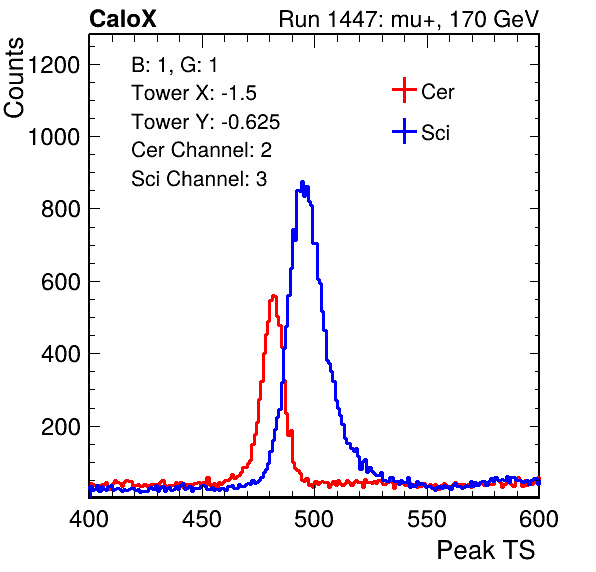 CaloX Run 1447: mu+, 170 GeV
Counts
1200
1000
800
600
400
200
B: 1, G: 1
Tower X: -1.5
Tower Y: -0.625
Cer Channel: 2
Sci Channel: 3
Cer
Sci
400 450 500 550 600
Peak TS